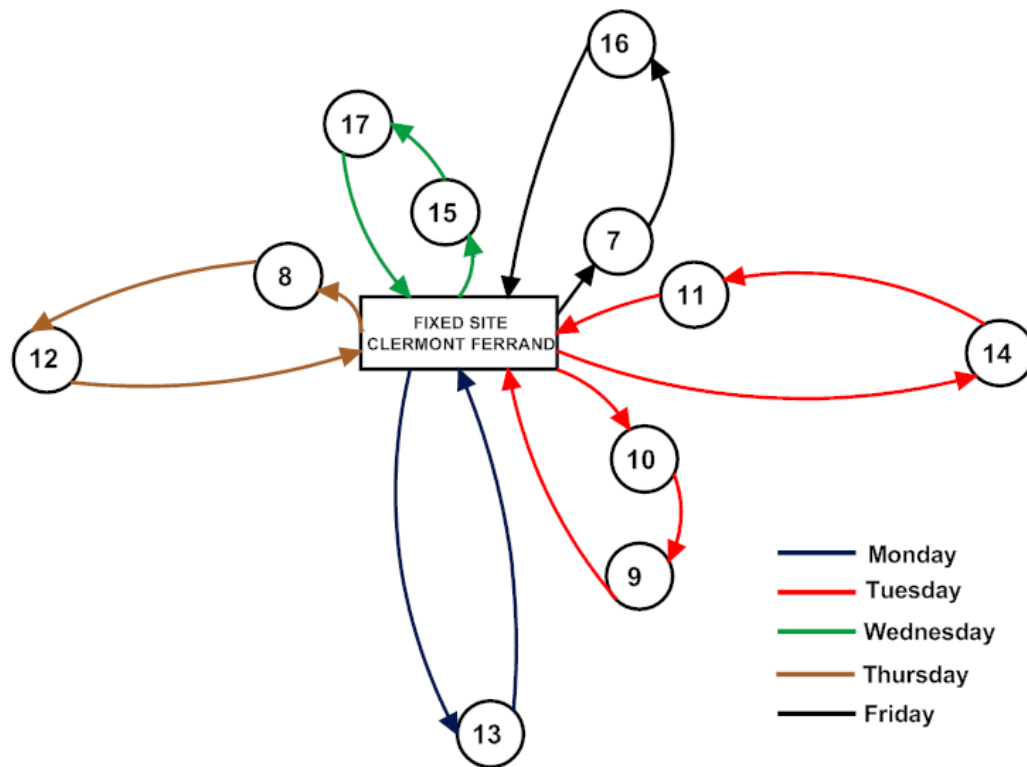 16
17
15
7
8
11
FIXED SITE
CLERMONT FERRAND
12
14
10
9
13
Monday
Tuesday
Wednesday
Thursday
Friday